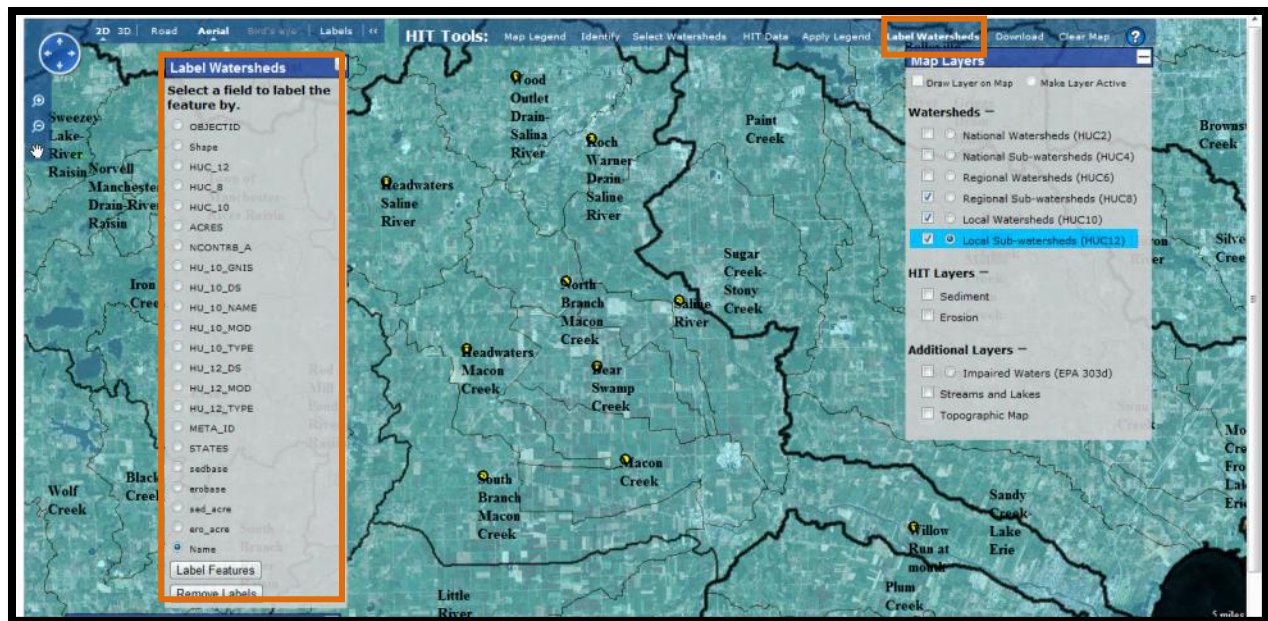 2D 3D Road Aerial Bird's eye Labels <<
HIT Tools: Map Legend Identify Select Watersheds HIT Data Apply Legend Label Watersheds Download Clear Map ?
Label Watersheds
Select a field to label the
feature by.
OBJECTID
Shape
HUC_12
HUC_8
HUC_10
ACRES
NCONTRB_A
HU_10_GNIS
HU_10_DS
HU_10_NAME
HU_10_MOD
HU_10_TYPE
HU_12_DS
HU_12_MOD
HU_12_TYPE
META_ID
STATES
sedbase
erobase
sed_acre
ero_acre
Name
Label Features
Remove Labels
Map Layers
Draw Layer on Map Make Layer Active
Watersheds —
National Watersheds (HUC2)
National Sub-watersheds (HUC4)
Regional Watersheds (HUC6)
Regional Sub-watersheds (HUC8)
Local Watersheds (HUC10)
Local Sub-watersheds (HUC12)
HIT Layers —
Sediment
Erosion
Additional Layers —
Impaired Waters (EPA 303d)
Streams and Lakes
Topographic Map
Sweezey
Lake-
River
Raisin
Norvell
Manchester
Drain-River
Raisin
Iron
Creek
Black
Creek
Wolf
Creek
Wood
Outlet
Drain-
Saline
River
Koch
Warner
Drain-
Saline
River
Headwaters
Saline
River
Paint
Creek
Sugar
Creek-
Stony
Creek
North
Branch
Macon
Creek
Saline
River
Headwaters
Macon
Creek
Bear
Swamp
Creek
Macon
Creek
South
Branch
Macon
Creek
Little
River
Sandy
Creek
Lake
Erie
Willow
Run at
mouth
Plum
Creek
Creek
Lake
Erie
5 miles